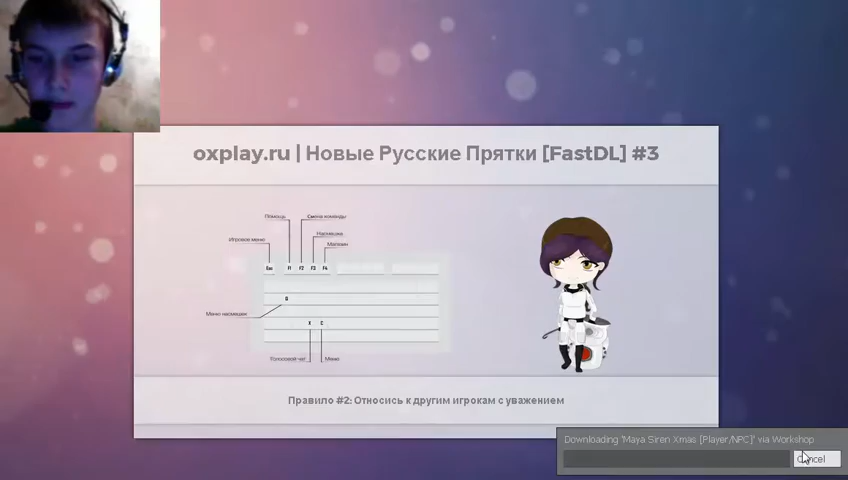 oxplay.ru | Новые Русские Прятки [FastDL] #3
Помощь
Смена команды
Насмешка
Магазин
Игровое меню
Esc F1 F2 F3 F4
Q
Меню насмешек
X C
Голосовой чат
Меню
Правило #2: Относись к другим игрокам с уважением
Downloading 'Maya Siren Xmas [Player/NPC]' via Workshop
Cancel